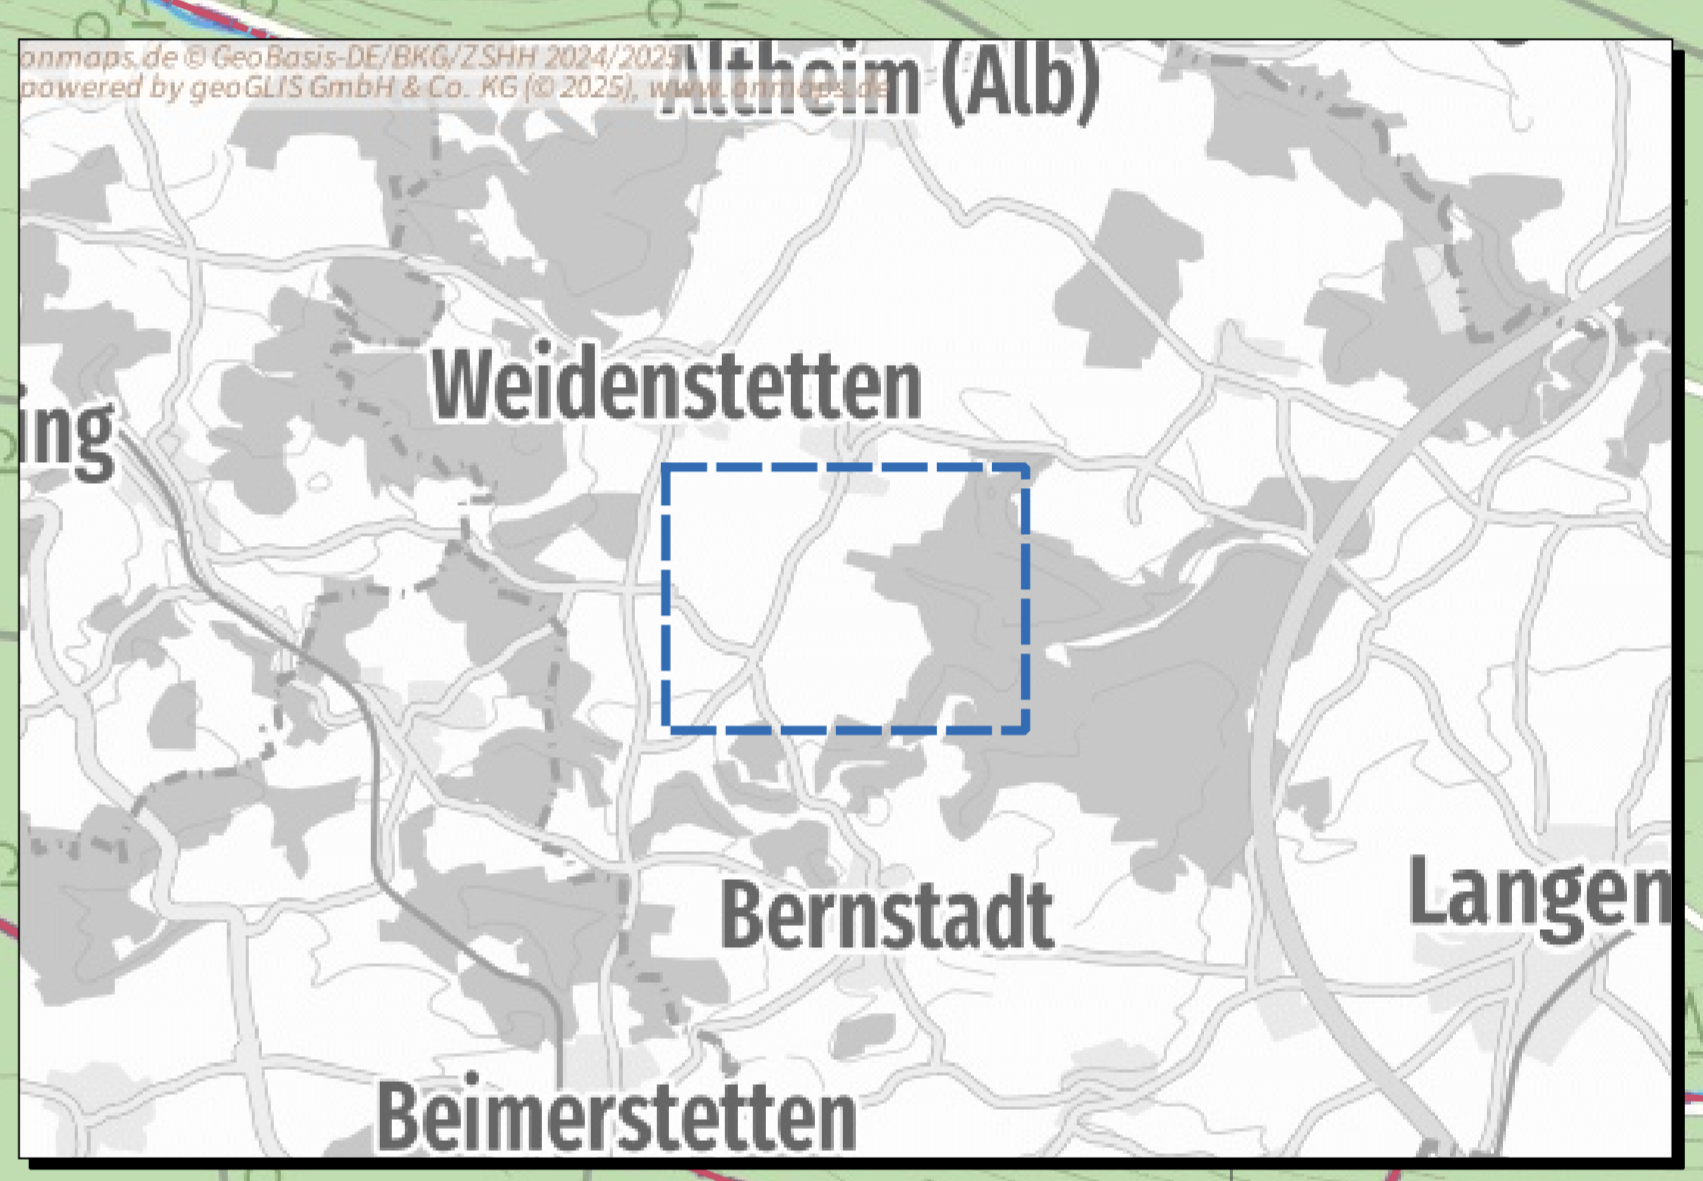 onmaps.de © GeoBasis-DE/BKG/ZSHH 2024/2025
powered by geoGLIS GmbH & Co. KG (© 2025), www.onmaps.de
Altheim (Alb)
Weidenstetten
ing
Langen
Bernstadt
Beimerstetten